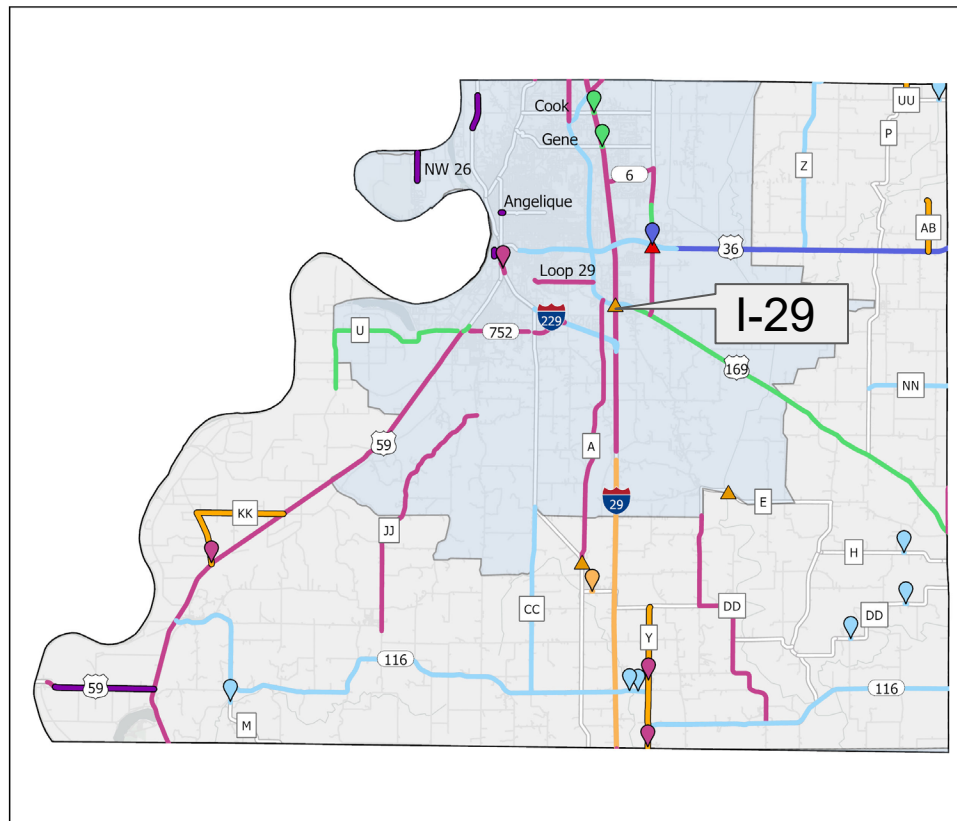 UU
Cook
P
Gene
Z
NW 26
6
Angelique
AB
36
Loop 29
I-29
229
U
752
169
NN
59
A
29
E
KK
JJ
H
CC
DD
DD
Y
116
59
116
M